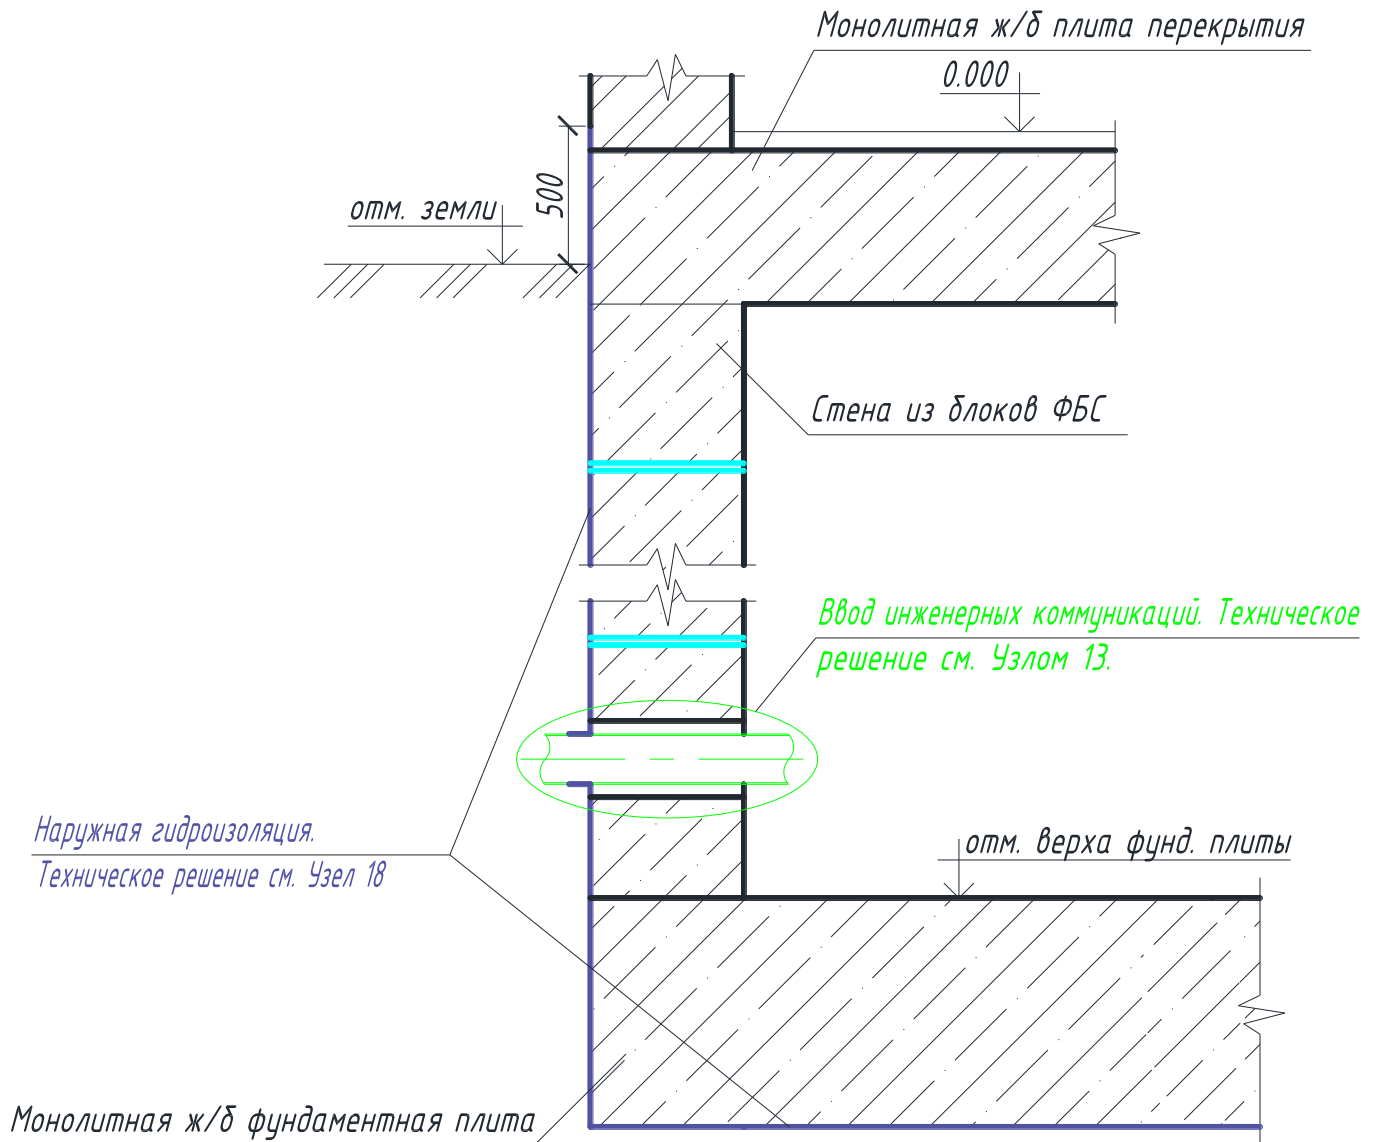 Монолитная ж/б плита перекрытия
0.000
500
отм. земли
Стена из блоков ФБС
Ввод инженерных коммуникаций. Техническое
решение см. Узлом 13.
Наружная гидроизоляция.
Техническое решение см. Узел 18
отм. верха фунд. плиты
Монолитная ж/б фундаментная плита